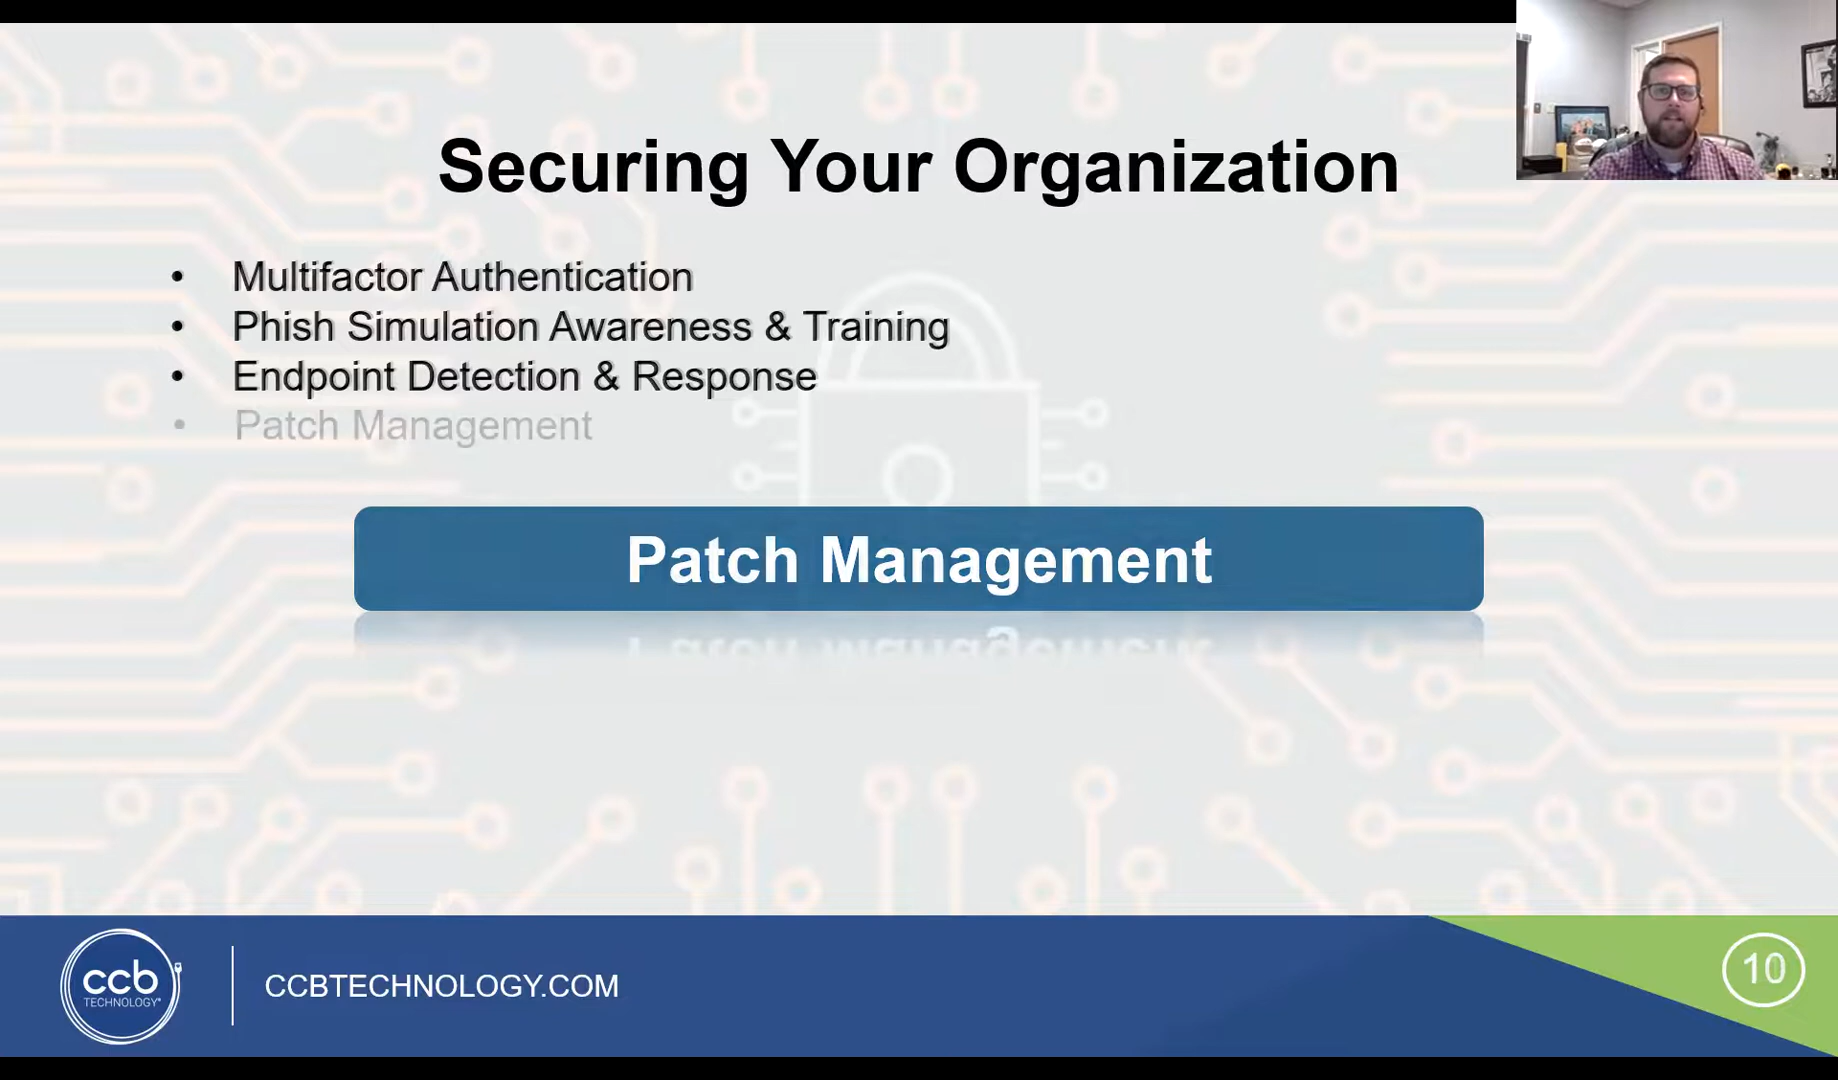 Securing Your Organization
• Multifactor Authentication
• Phish Simulation Awareness & Training
• Endpoint Detection & Response
• Patch Management
Patch Management
ccb
TECHNOLOGY
CCBTECHNOLOGY.COM
10